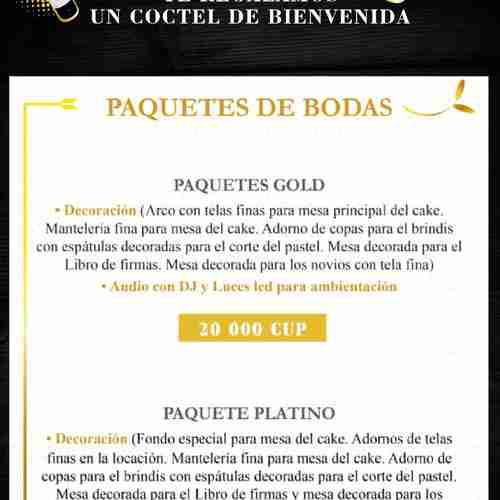 TE REGALAMOS
UN COCTEL DE BIENVENIDA
PAQUETES DE BODAS
PAQUETES GOLD
• Decoración (Arco con telas finas para mesa principal del cake.
Mantelería fina para mesa del cake. Adorno de copas para el brindis
con espátulas decoradas para el corte del pastel. Mesa decorada para el
Libro de firmas. Mesa decorada para los novios con tela fina)
• Audio con DJ y Luces led para ambientación
20 000 CUP
PAQUETE PLATINO
• Decoración (Fondo especial para mesa del cake. Adornos de telas
finas en la locación. Mantelería fina para mesa del cake. Adorno de
copas para el brindis con espátulas decoradas para el corte del pastel.
Mesa decorada para el Libro de firmas y mesa decorada para los